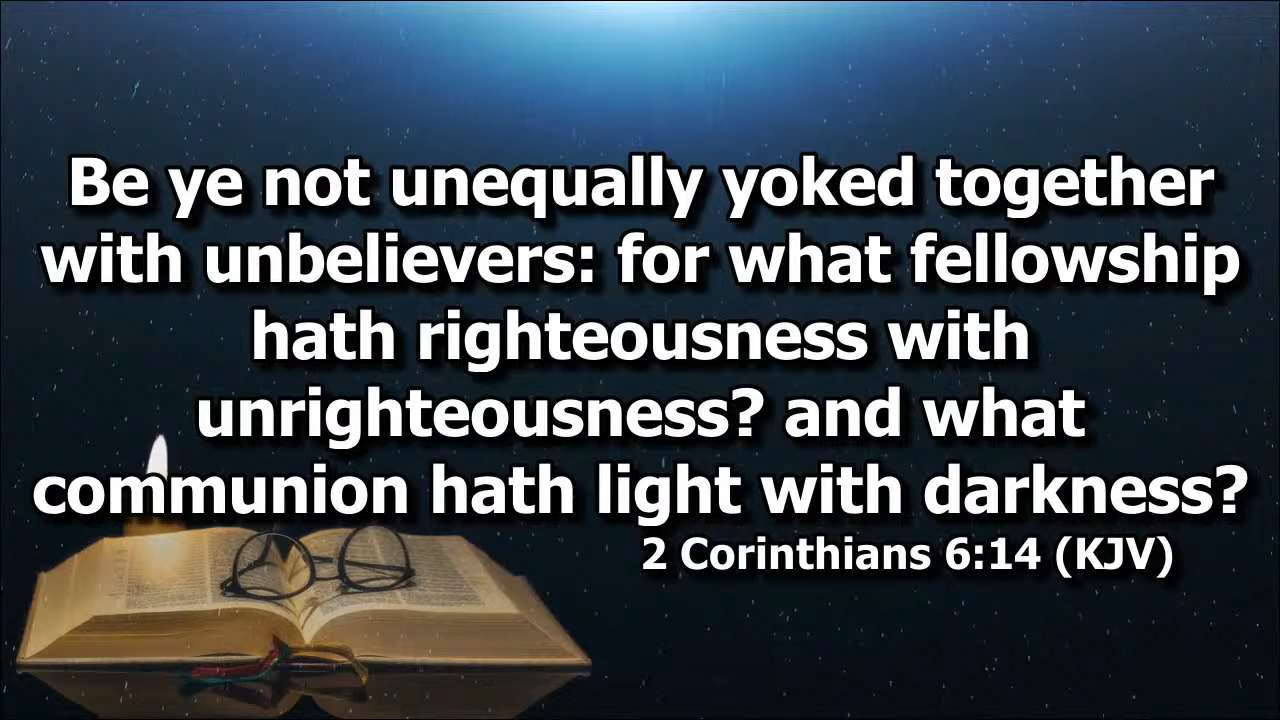 Be ye not unequally yoked together
with unbelievers: for what fellowship
hath righteousness with
unrighteousness? and what
communion hath light with darkness?
2 Corinthians 6:14 (KJV)